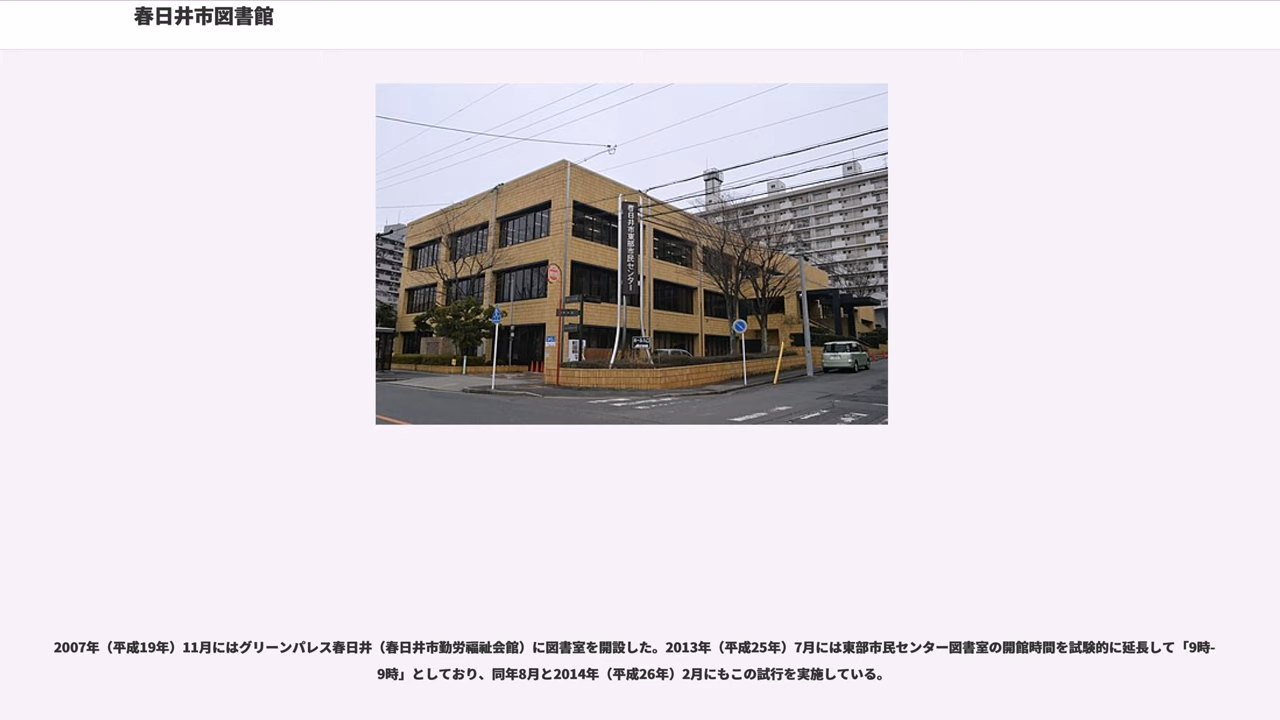 春日井市図書館
春日井市東部市民センター
2007年（平成19年）11月にはグリーンパレス春日井（春日井市勤労福祉会館）に図書室を開設した。2013年（平成25年）7月には東部市民センター図書室の開館時間を試験的に延長して「9時-
9時」としており、同年8月と2014年（平成26年）2月にもこの試行を実施している。